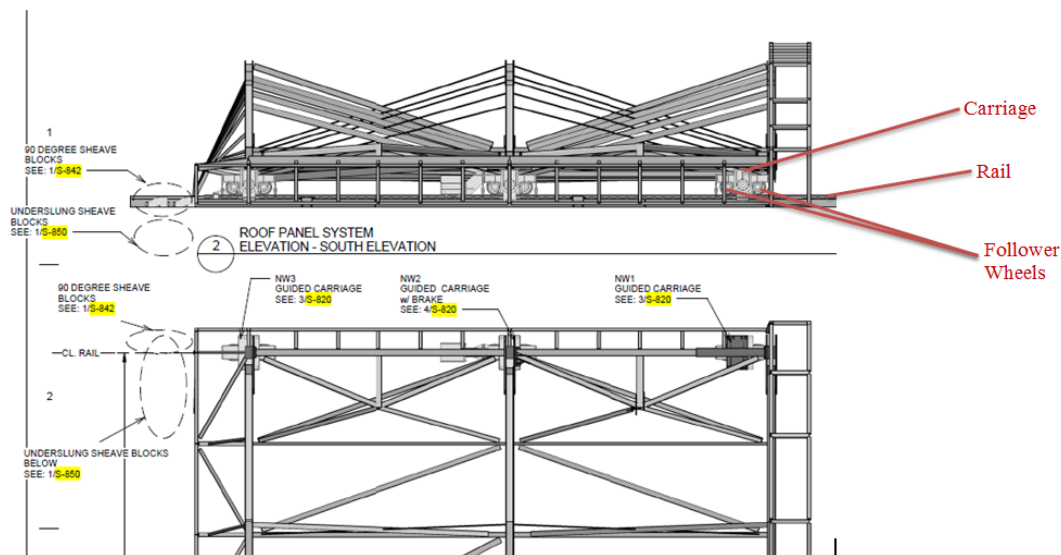 1
90 DEGREE SHEAVE
BLOCKS
SEE: 1/S-842
UNDERSLUNG SHEAVE
BLOCKS
SEE: 1/S-850
2
ROOF PANEL SYSTEM
ELEVATION - SOUTH ELEVATION
Carriage
Rail
Follower
Wheels
90 DEGREE SHEAVE
BLOCKS
SEE: 1/S-842
NW3
GUIDED CARRIAGE
SEE: 3/S-820
NW2
GUIDED CARRIAGE
w/ BRAKE
SEE: 4/S-820
NW1
GUIDED CARRIAGE
SEE: 3/S-820
CL. RAIL
2
UNDERSLUNG SHEAVE BLOCKS
BELOW
SEE: 1/S-850